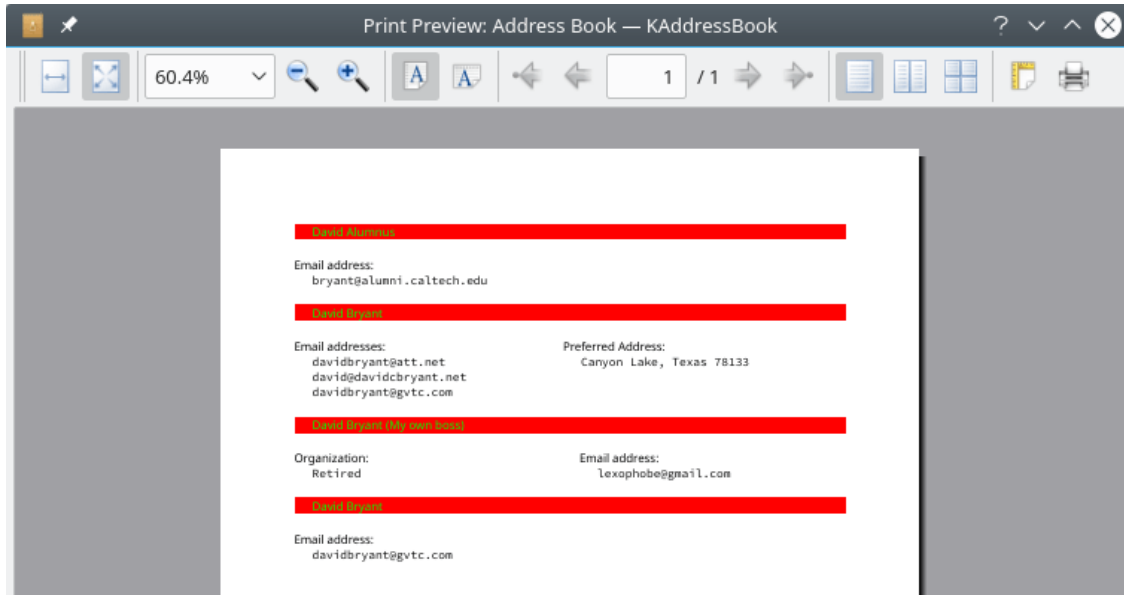 Print Preview: Address Book — KAddressBook
?
60.4%
A
A
1 / 1
David Alumnus
Email address:
bryant@alumni.caltech.edu
David Bryant
Email addresses:
davidbryant@att.net
david@davidcbryant.net
davidbryant@gvtc.com
Preferred Address:
Canyon Lake, Texas 78133
David Bryant (My own boss)
Organization:
Retired
Email address:
lexophobe@gmail.com
David Bryant
Email address:
davidbryant@gvtc.com